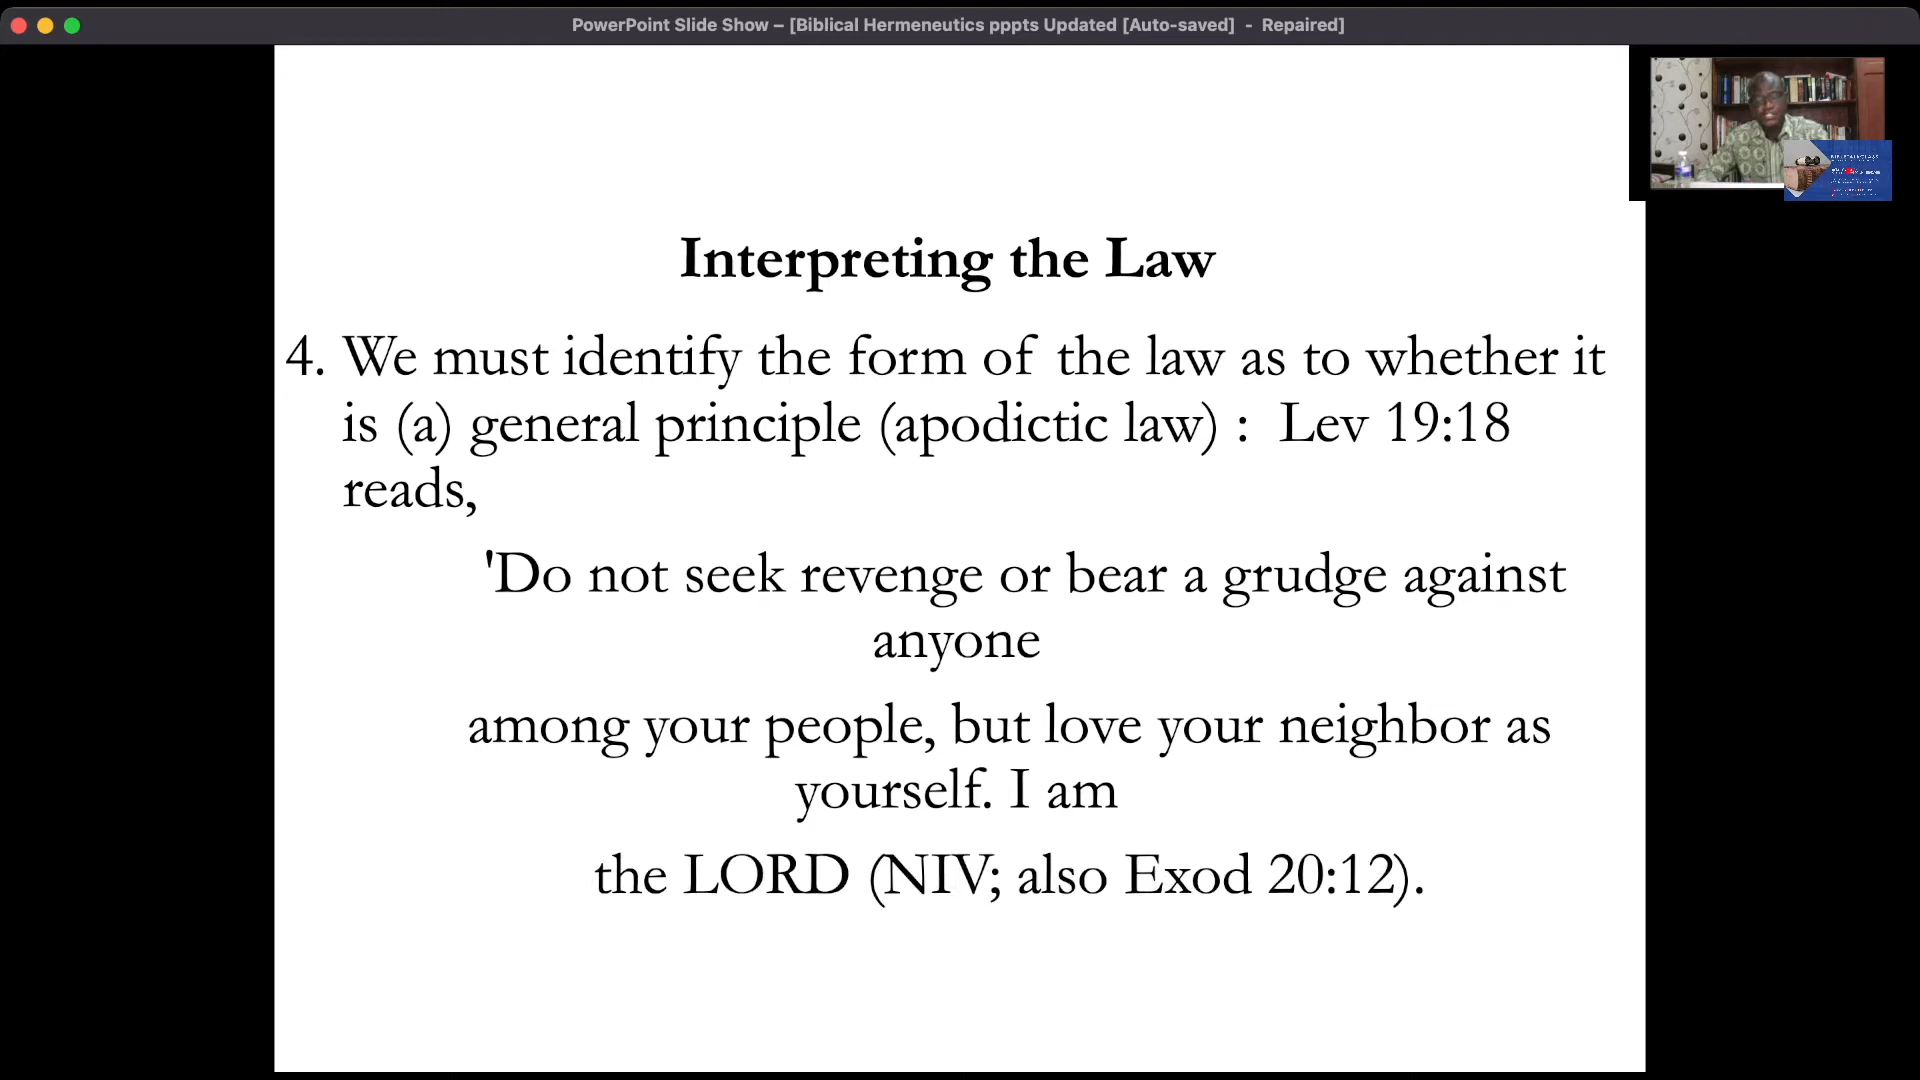 PowerPoint Slide Show – [Biblical Hermeneutics pppts Updated [Auto-saved]  -  Repaired]
Interpreting the Law
4. We must identify the form of the law as to whether it
is (a) general principle (apodictic law) : Lev 19:18
reads,
'Do not seek revenge or bear a grudge against
anyone
among your people, but love your neighbor as
yourself. I am
the LORD (NIV; also Exod 20:12).